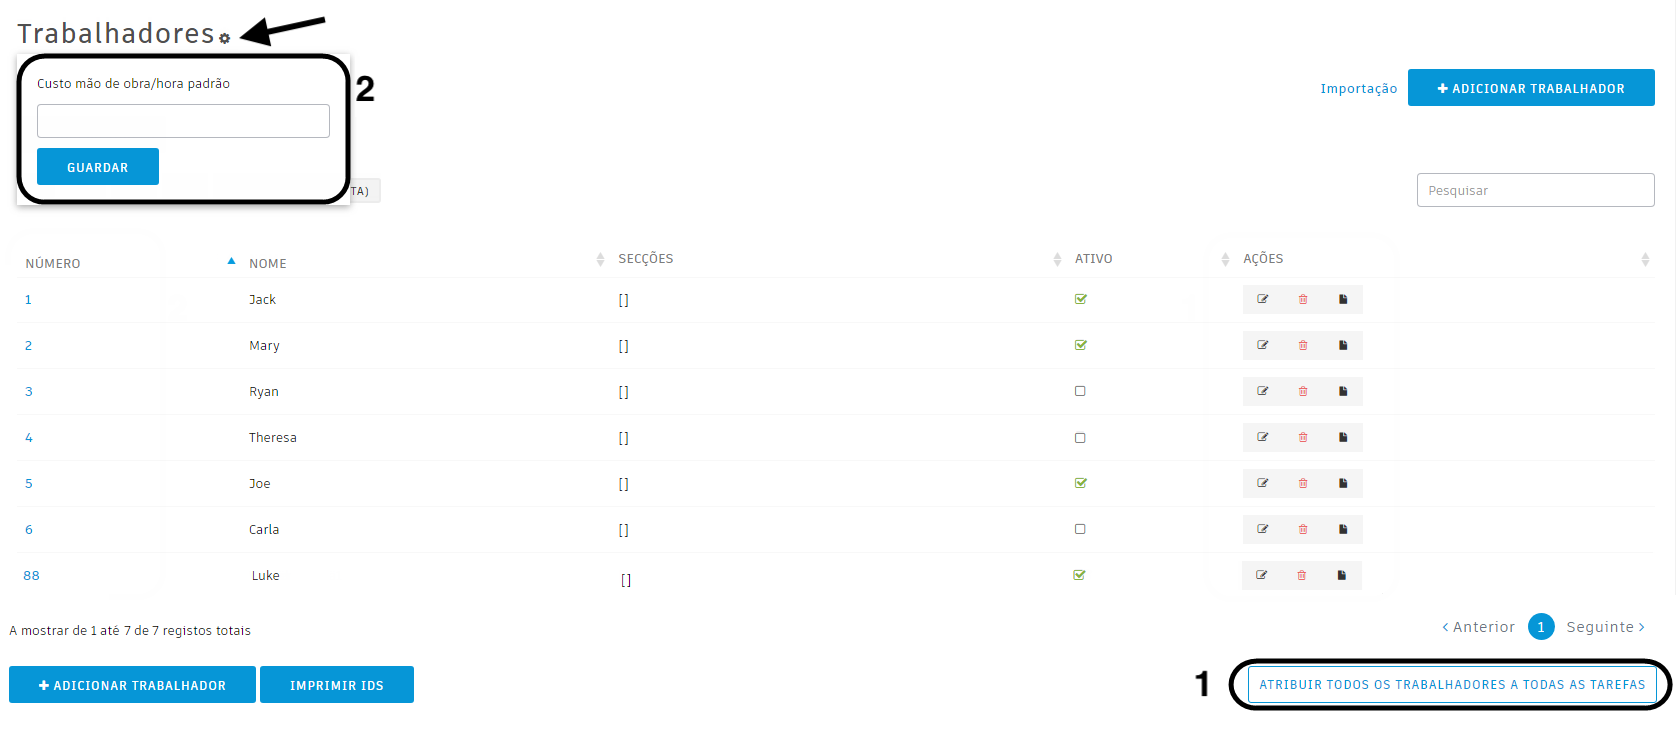 Trabalhadores
Custo mão de obra/hora padrão
2
GUARDAR
TA)
Importação
ADICIONAR TRABALHADOR
Pesquisar
NÚMERO NOME SECÇÕES ATIVO AÇÕES
1 Jack []
2 Mary []
3 Ryan []
4 Theresa []
5 Joe []
6 Carla []
88 Luke []
A mostrar de 1 até 7 de 7 registos totais
< Anterior 1 Seguinte >
ADICIONAR TRABALHADOR IMPRIMIR IDS
1 ATRIBUIR TODOS OS TRABALHADORES A TODAS AS TAREFAS